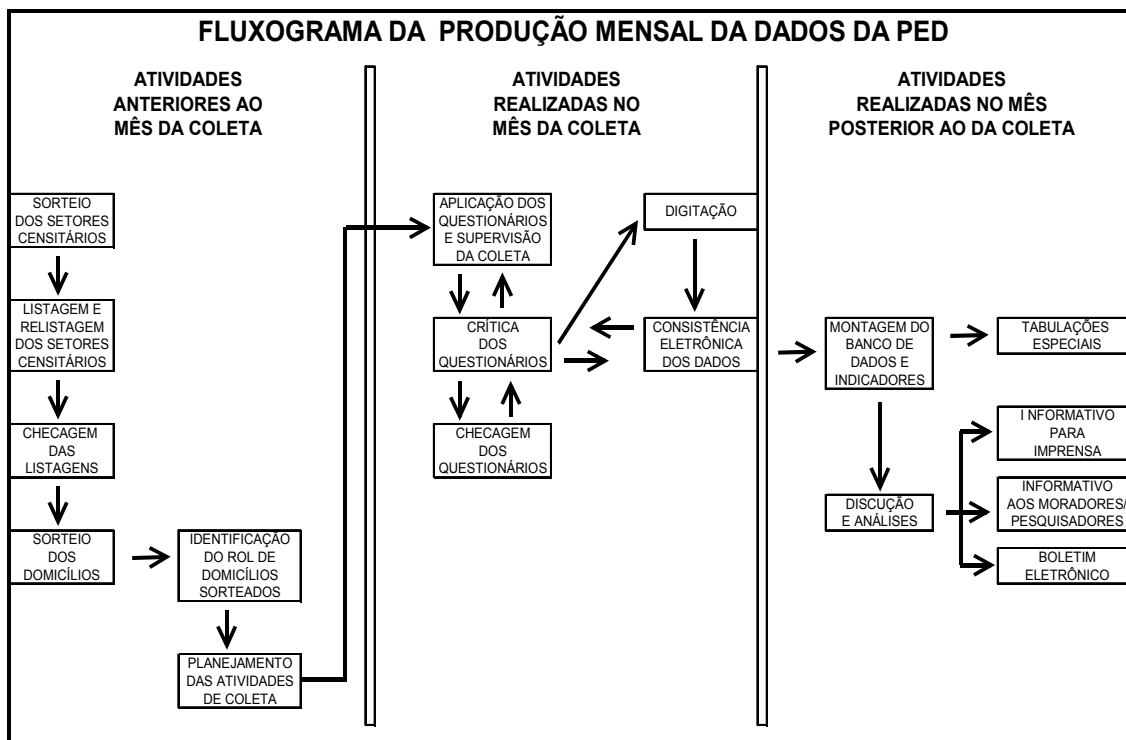 FLUXOGRAMA DA PRODUÇÃO MENSAL DA DADOS DA PED
ATIVIDADES
ANTERIORES AO
MÊS DA COLETA
SORTEIO
DOS SETORES
CENSITÁRIOS
LISTAGEM E
RELISTAGEM
DOS SETORES
CENSITÁRIOS
CHECAGEM
DAS
LISTAGENS
SORTEIO
DOS
DOMICÍLIOS
IDENTIFICAÇÃO
DO ROL DE
DOMICÍLIOS
SORTEADOS
PLANEJAMENTO
DAS ATIVIDADES
DE COLETA
ATIVIDADES
REALIZADAS NO
MÊS DA COLETA
APLICAÇÃO DOS
QUESTIONÁRIOS
E SUPERVISÃO
DA COLETA
CRÍTICA
DOS
QUESTIONÁRIOS
CHECAGEM
DOS
QUESTIONÁRIOS
DIGITAÇÃO
CONSISTÊNCIA
ELETRÔNICA
DOS DADOS
ATIVIDADES
REALIZADAS NO MÊS
POSTERIOR AO DA COLETA
MONTAGEM DO
BANCO DE
DADOS E
INDICADORES
DISCUÇÃO
E ANÁLISES
TABULAÇÕES
ESPECIAIS
I NFORMATIVO
PARA
IMPRENSA
INFORMATIVO
AOS MORADORES/
PESQUISADORES
BOLETIM
ELETRÔNICO